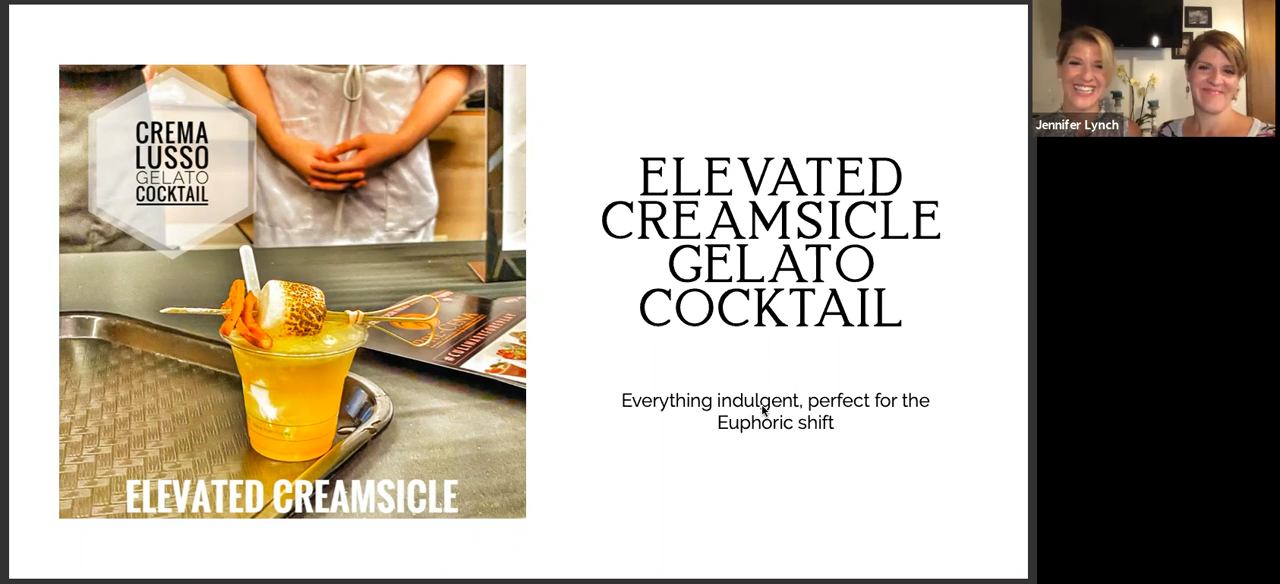 CREMA
LUSSO
GELATO
COCKTAIL
ELEVATED CREAMSICLE
ELEVATED
CREAMSICLE
GELATO
COCKTAIL
Everything indulgent, perfect for the
Euphoric shift
Jennifer Lynch